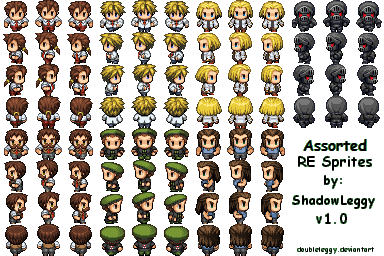 Assorted
RE Sprites
by:
ShadowLeggy
v1.0
doubleleggy.deviantart